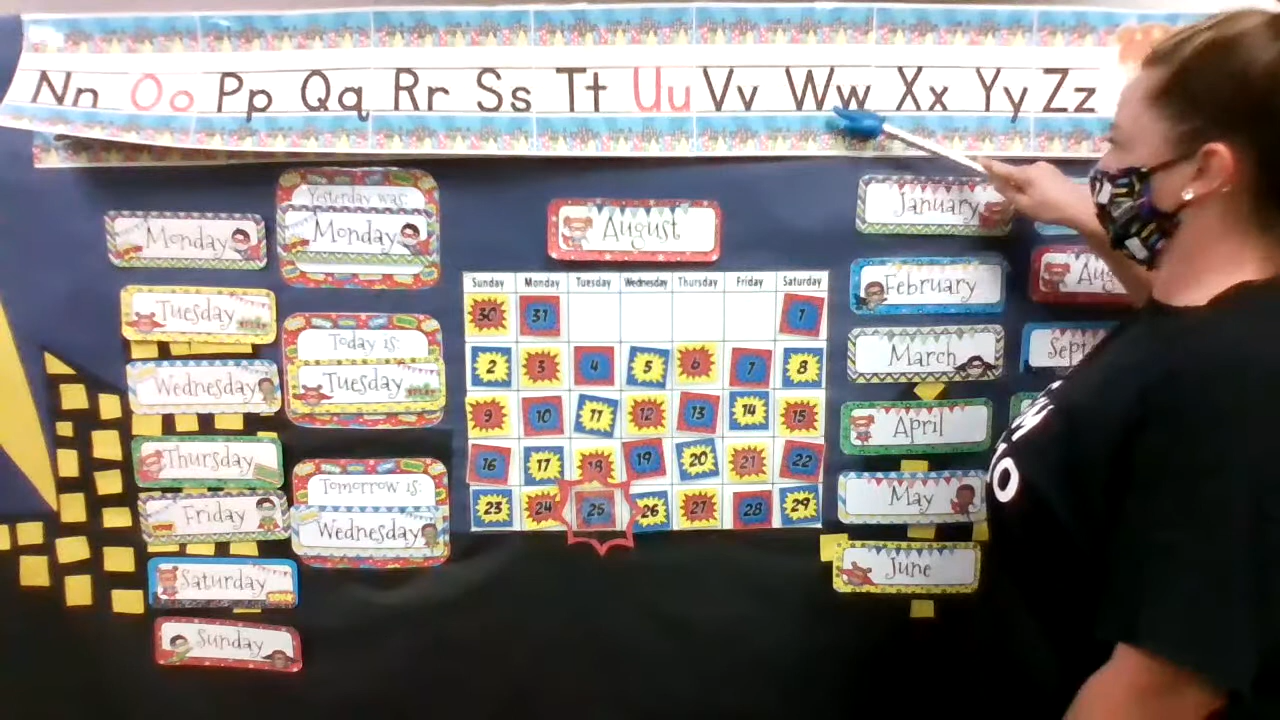 Nn Oo Pp Qq Rr Ss Tt Uu Vv Ww Xx Yy Zz
Monday
Tuesday
Wednesday
Thursday
Friday
Saturday
Sunday
Yesterday was:
Monday
Today is:
Tuesday
Tomorrow is:
Wednesday
August
Sunday Monday Tuesday Wednesday Thursday Friday Saturday
30 31 1
2 3 4 5 6 7 8
9 10 11 12 13 14 15
16 17 18 19 20 21 22
23 24 25 26 27 28 29
January
February
March
April
May
June
Aug
Sept